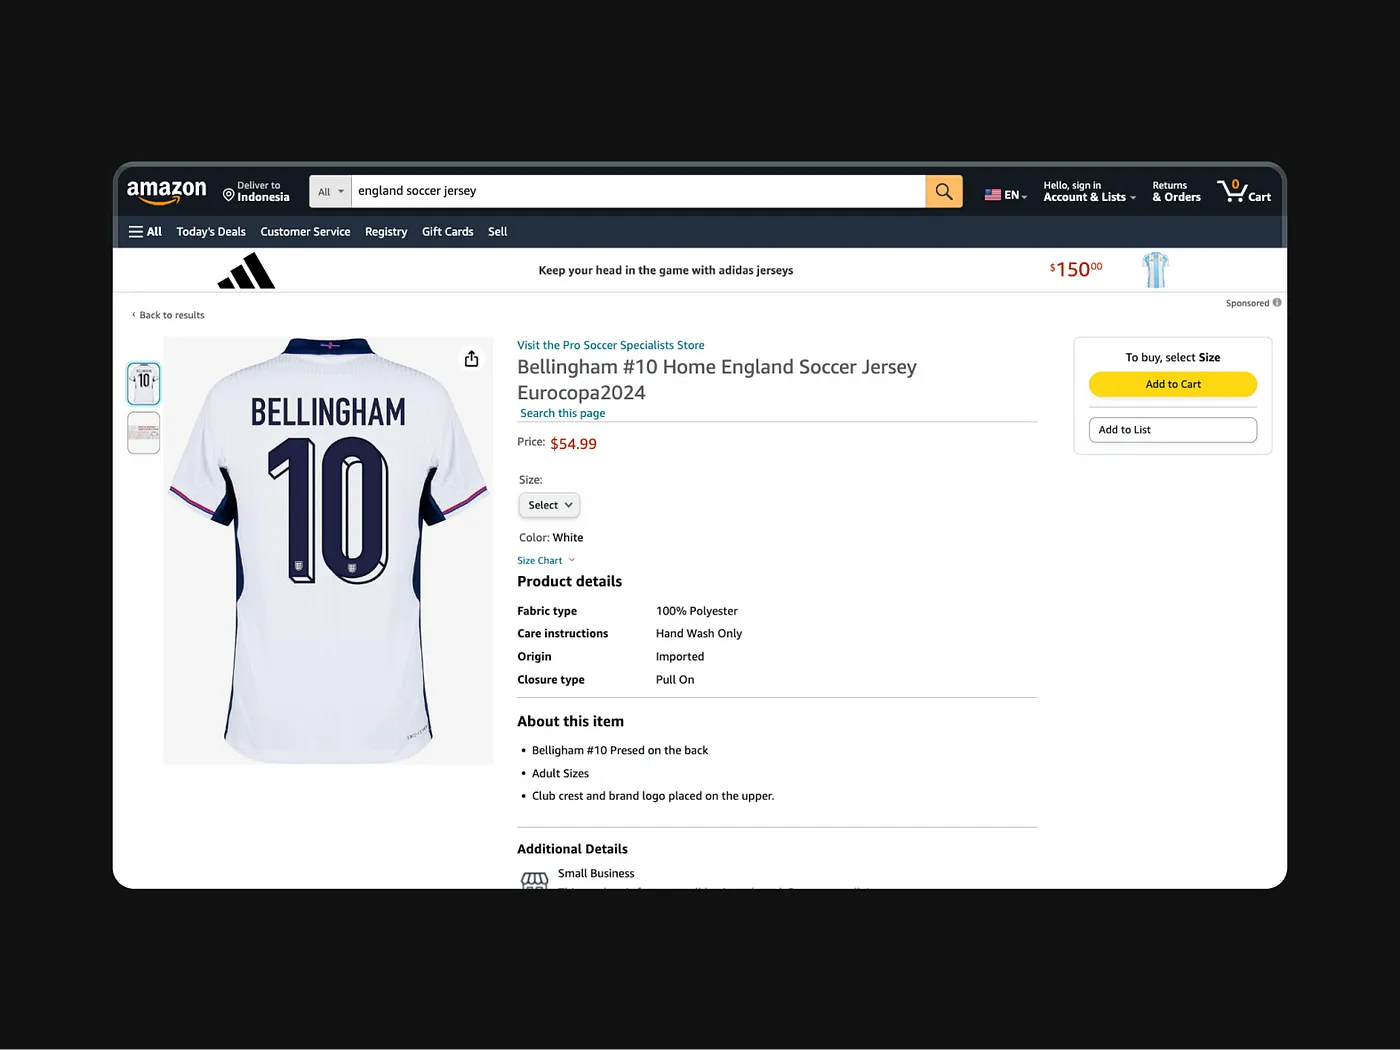 amazon
Deliver to
Indonesia
All
england soccer jersey
EN
Hello, sign in
Account & Lists
Returns
& Orders
0
Cart
All
Today's Deals
Customer Service
Registry
Gift Cards
Sell
Keep your head in the game with adidas jerseys
$15000
Sponsored
‹ Back to results
BELLINGHAM
10
Visit the Pro Soccer Specialists Store
Bellingham #10 Home England Soccer Jersey
Eurocopa2024
Search this page
Price: $54.99
Size:
Select
Color: White
Size Chart
Product details
Fabric type 100% Polyester
Care instructions Hand Wash Only
Origin Imported
Closure type Pull On
About this item
• Belligham #10 Presed on the back
• Adult Sizes
• Club crest and brand logo placed on the upper.
Additional Details
Small Business
To buy, select Size
Add to Cart
Add to List